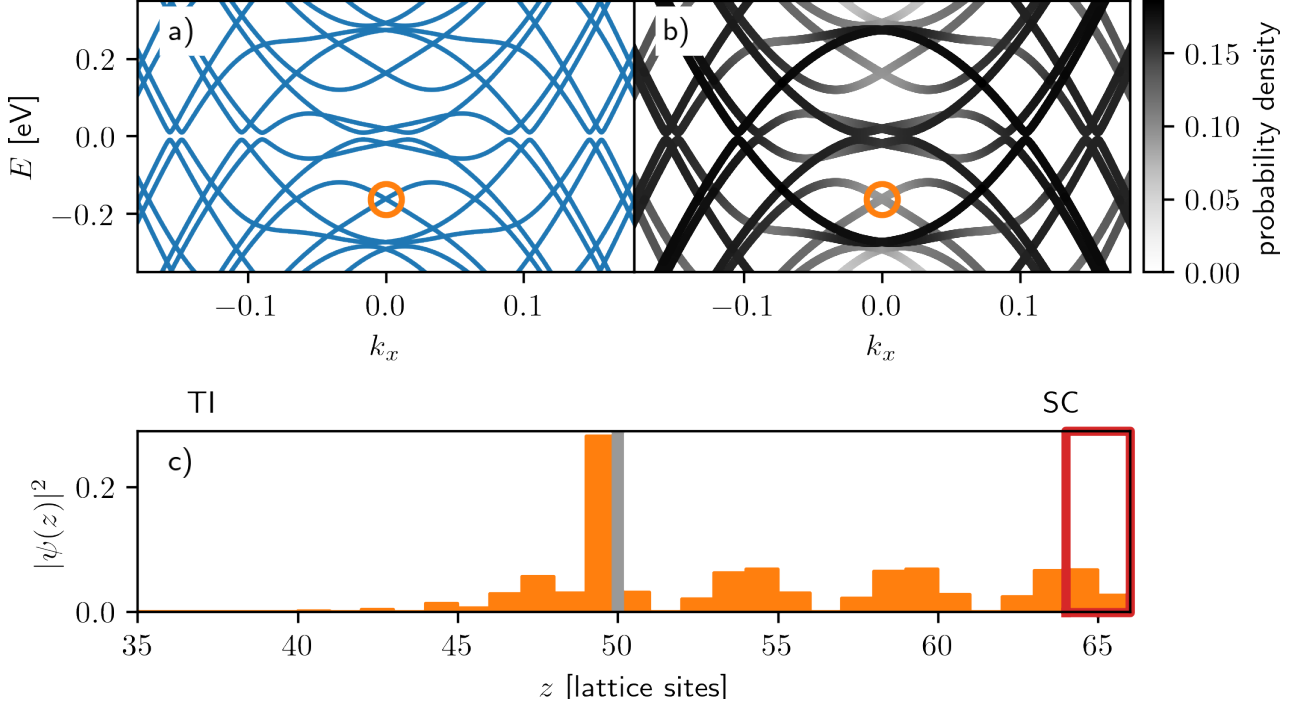 a)
b)
0.2
0.0
−0.2
E [eV]
−0.1
0.0
0.1
k_x
−0.1
0.0
0.1
k_x
0.15
0.10
0.05
0.00
probability density
TI
SC
c)
0.2
0.0
|ψ(z)|²
35
40
45
50
55
60
65
z [lattice sites]